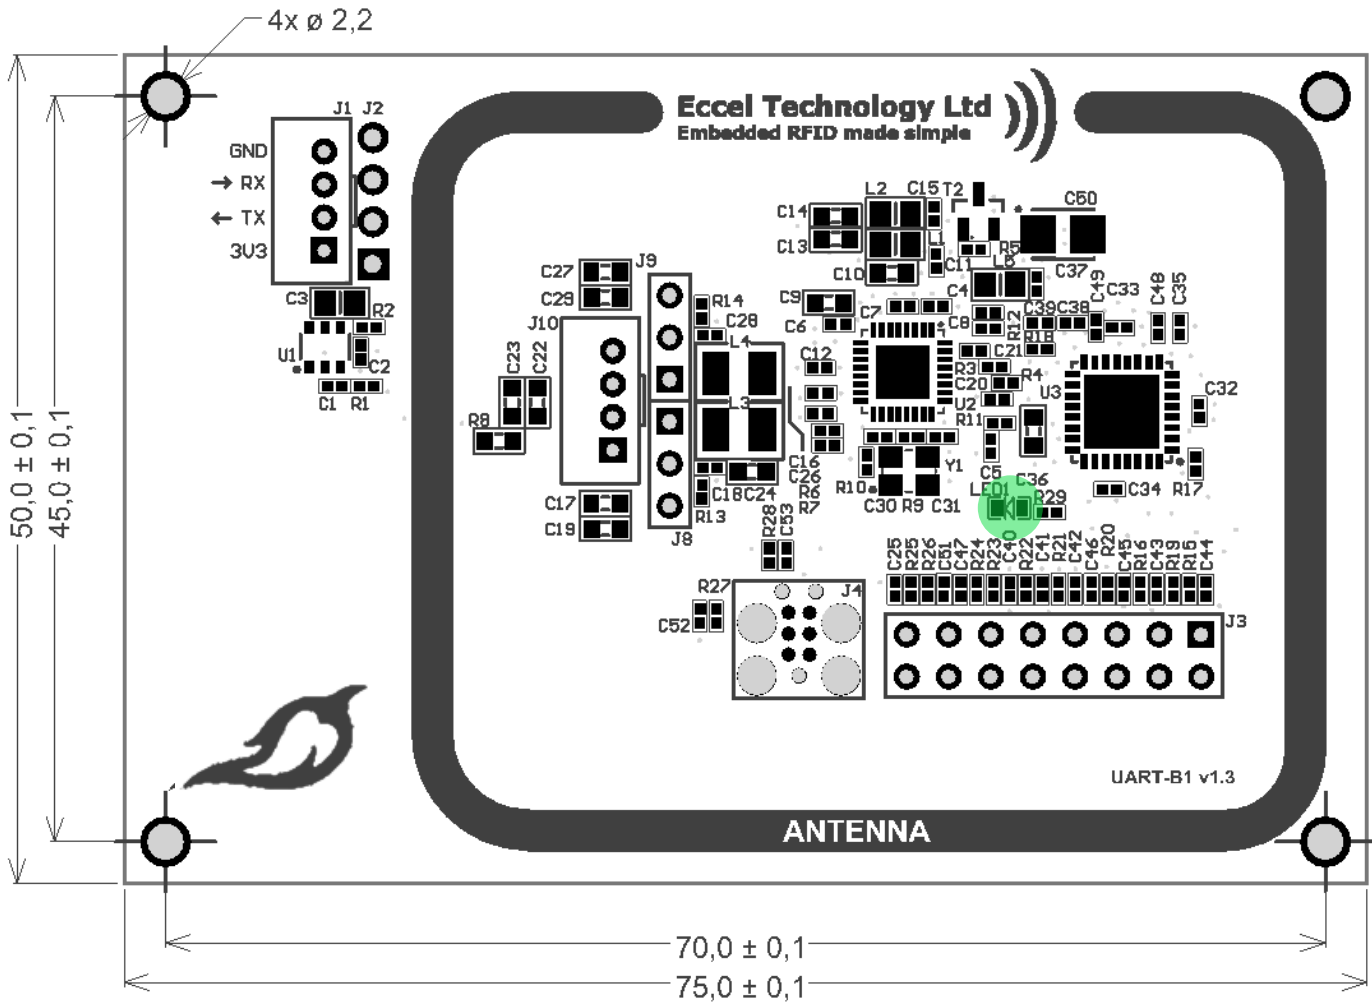 4x ø 2,2
Eccel Technology Ltd
Embedded RFID made simple
J1 J2
GND
→ RX
← TX
3V3
C3
R2
U1
C2
C1 R1
C14
L2
C15
T2
C50
C13
L1
R5
C10
C11
L5
C37
J9
C27
C29
R14
C28
C9
C7
C4
C6
C8
R12
C39
C38
C49
C33
C48
C35
J10
L4
R18
C23
C22
C12
C21
R3
R4
C20
U2
U3
C32
L3
R8
R11
C16
C26
R6
R7
Y1
C5
C36
R10
R17
C18 C24
C30 R9 C31
LED1
R29
C34
C17
C19
R13
J8
R28
C53
C25
R25
R26
C51
C47
R24
R23
C40
R22
C41
R21
C42
C46
R20
C45
R16
C43
R19
R15
C44
R27
C52
J4
J3
UART-B1 v1.3
ANTENNA
50,0 ± 0,1
45,0 ± 0,1
70,0 ± 0,1
75,0 ± 0,1